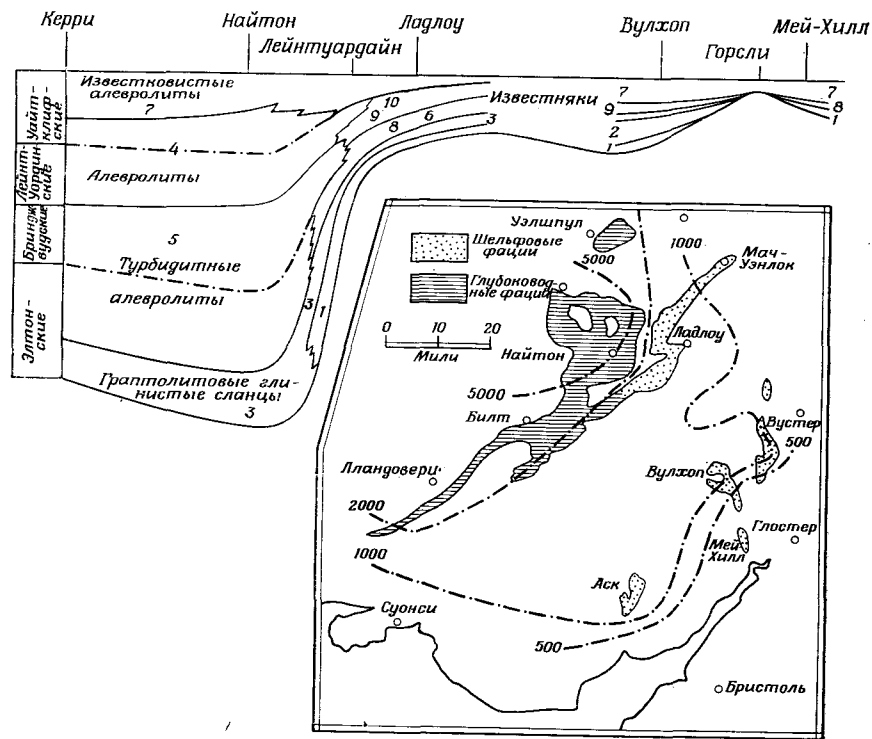 Керри
Найтон
Ладлоу
Вулхоп
Мей-Хилл
Лейнтуардайн
Горсли
Уайт-
клиф-
ские
Известковистые
алевролиты
7
10
9
8
6
3
Известняки
7
9
2
1
7
8
1
4
Лейнт-
Уордин-
ские
Алевролиты
Бриндж-
вудские
5
Турбидитные
алевролиты
3
1
Элтон-
ские
Граптолитовые гли-
нистые сланцы
3
Уэлшпул
5000
1000
Шельфовые
фации
Мач-
Уэнлок
Глубоковод-
ные фации
0 10 20
Мили
Ладлоу
Найтон
5000
Билт
Вустер
500
Лландовери
Вулхоп
2000
Глостер
1000
Мей-
Хилл
Аск
Суонси
500
Бристоль